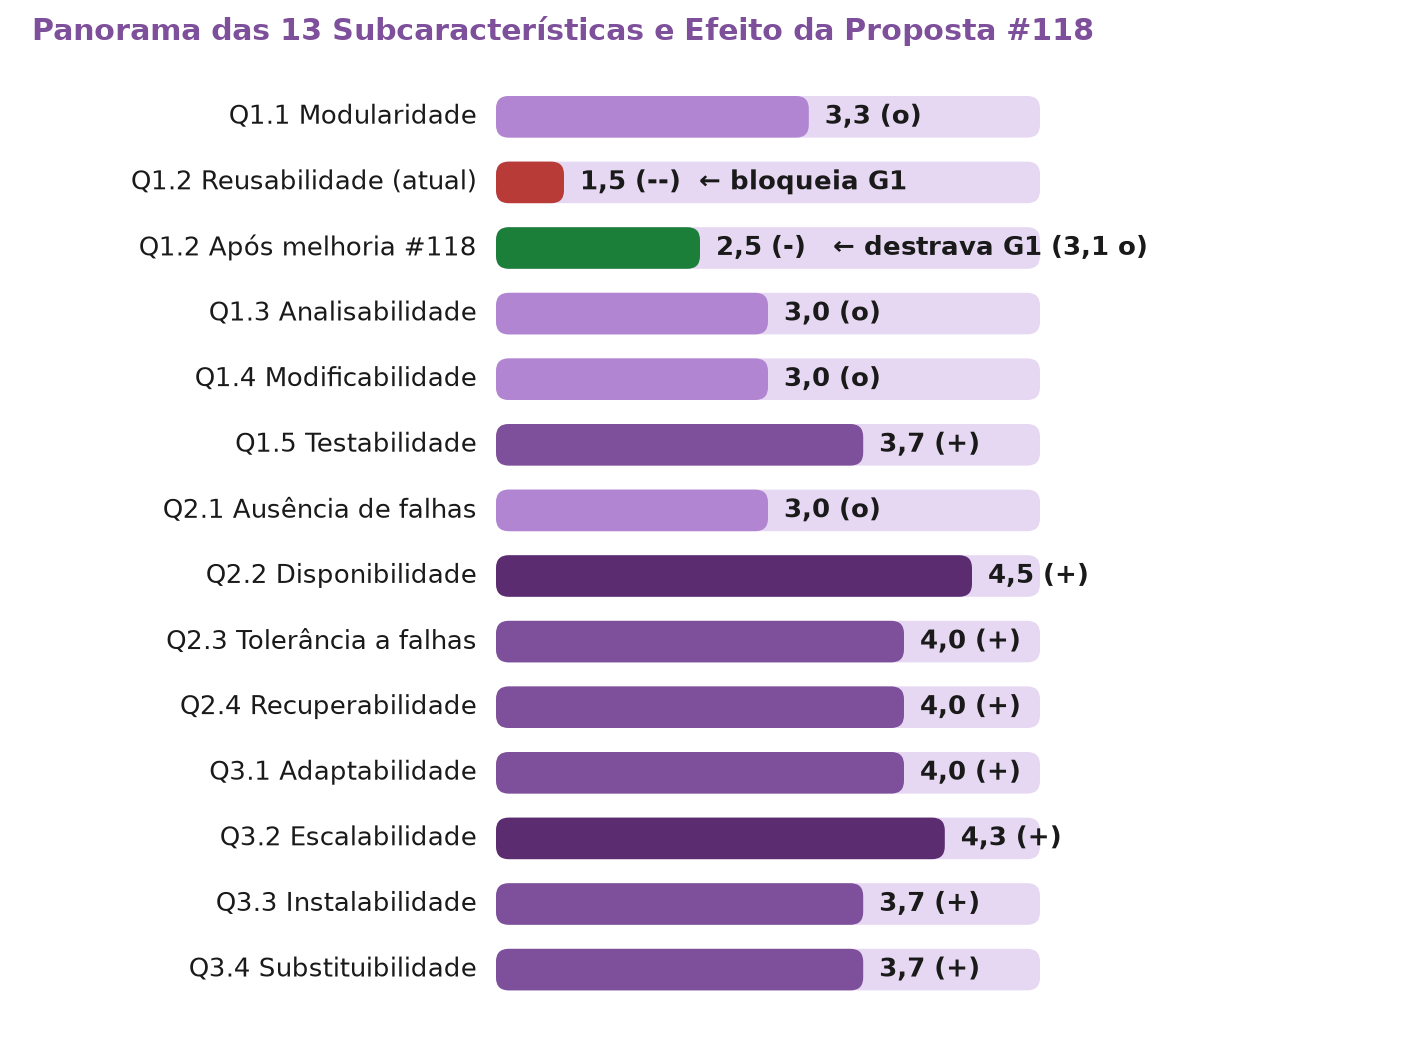 Panorama das 13 Subcaracterísticas e Efeito da Proposta #118
Q1.1 Modularidade 3,3 (o)
Q1.2 Reusabilidade (atual) 1,5 (--) ← bloqueia G1
Q1.2 Após melhoria #118 2,5 (-) ← destrava G1 (3,1 o)
Q1.3 Analisabilidade 3,0 (o)
Q1.4 Modificabilidade 3,0 (o)
Q1.5 Testabilidade 3,7 (+)
Q2.1 Ausência de falhas 3,0 (o)
Q2.2 Disponibilidade 4,5 (+)
Q2.3 Tolerância a falhas 4,0 (+)
Q2.4 Recuperabilidade 4,0 (+)
Q3.1 Adaptabilidade 4,0 (+)
Q3.2 Escalabilidade 4,3 (+)
Q3.3 Instalabilidade 3,7 (+)
Q3.4 Substituibilidade 3,7 (+)